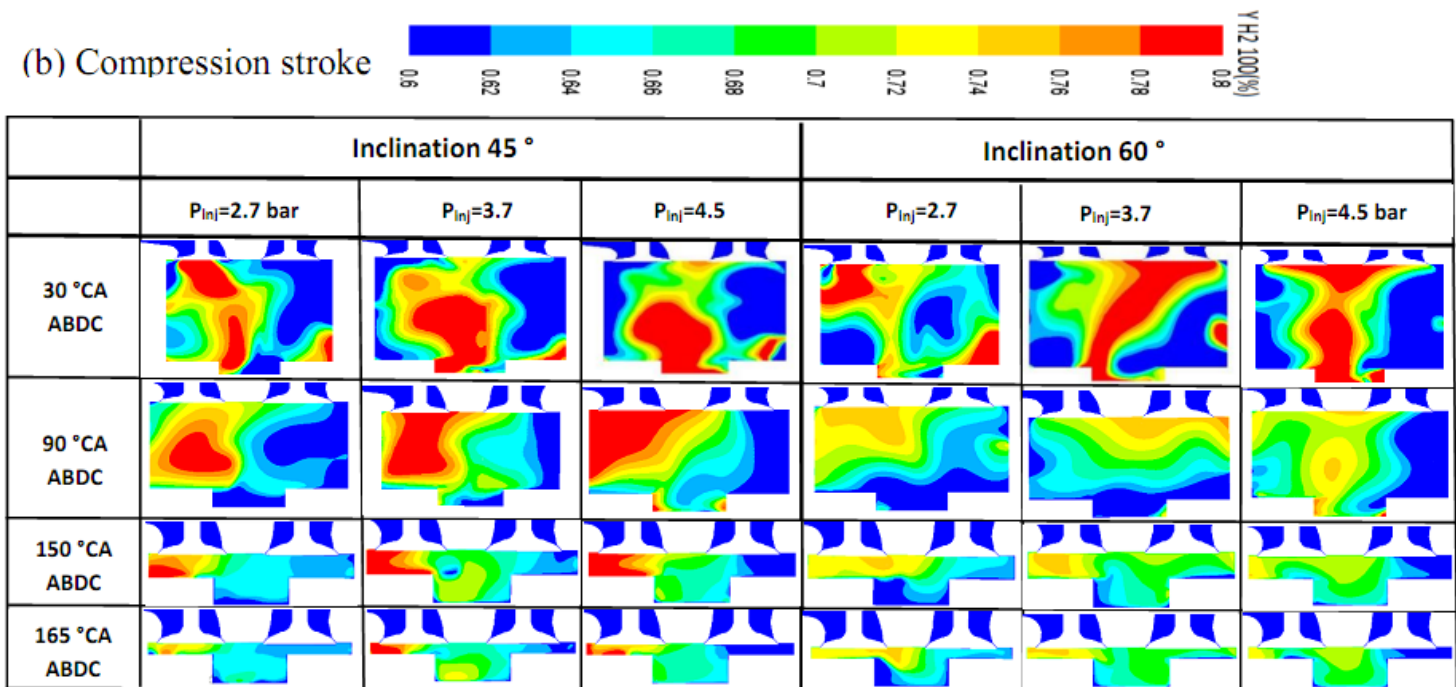 (b) Compression stroke
0.6
0.62
0.64
0.66
0.68
0.7
0.72
0.74
0.76
0.78
0.8
Y H2 100(%)
Inclination 45 °
Inclination 60 °
PInj=2.7 bar
PInj=3.7
PInj=4.5
PInj=2.7
PInj=3.7
PInj=4.5 bar
30 °CA
ABDC
90 °CA
ABDC
150 °CA
ABDC
165 °CA
ABDC